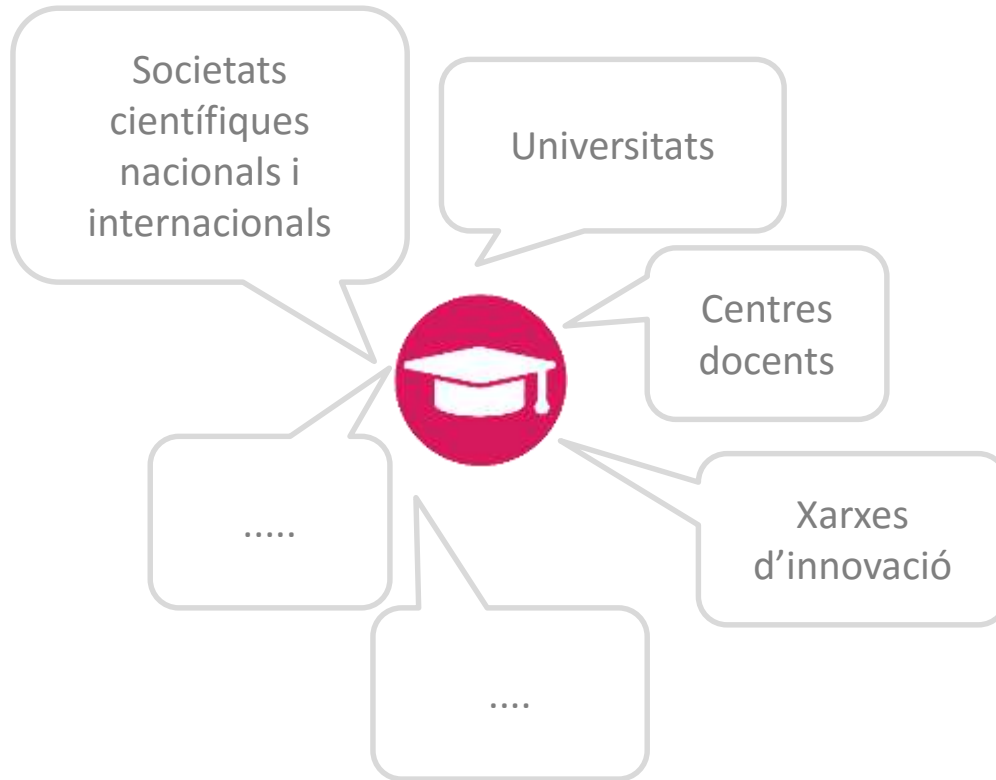 Societats
científiques
nacionals i
internacionals
Universitats
Centres
docents
Xarxes
d’innovació
.....
....